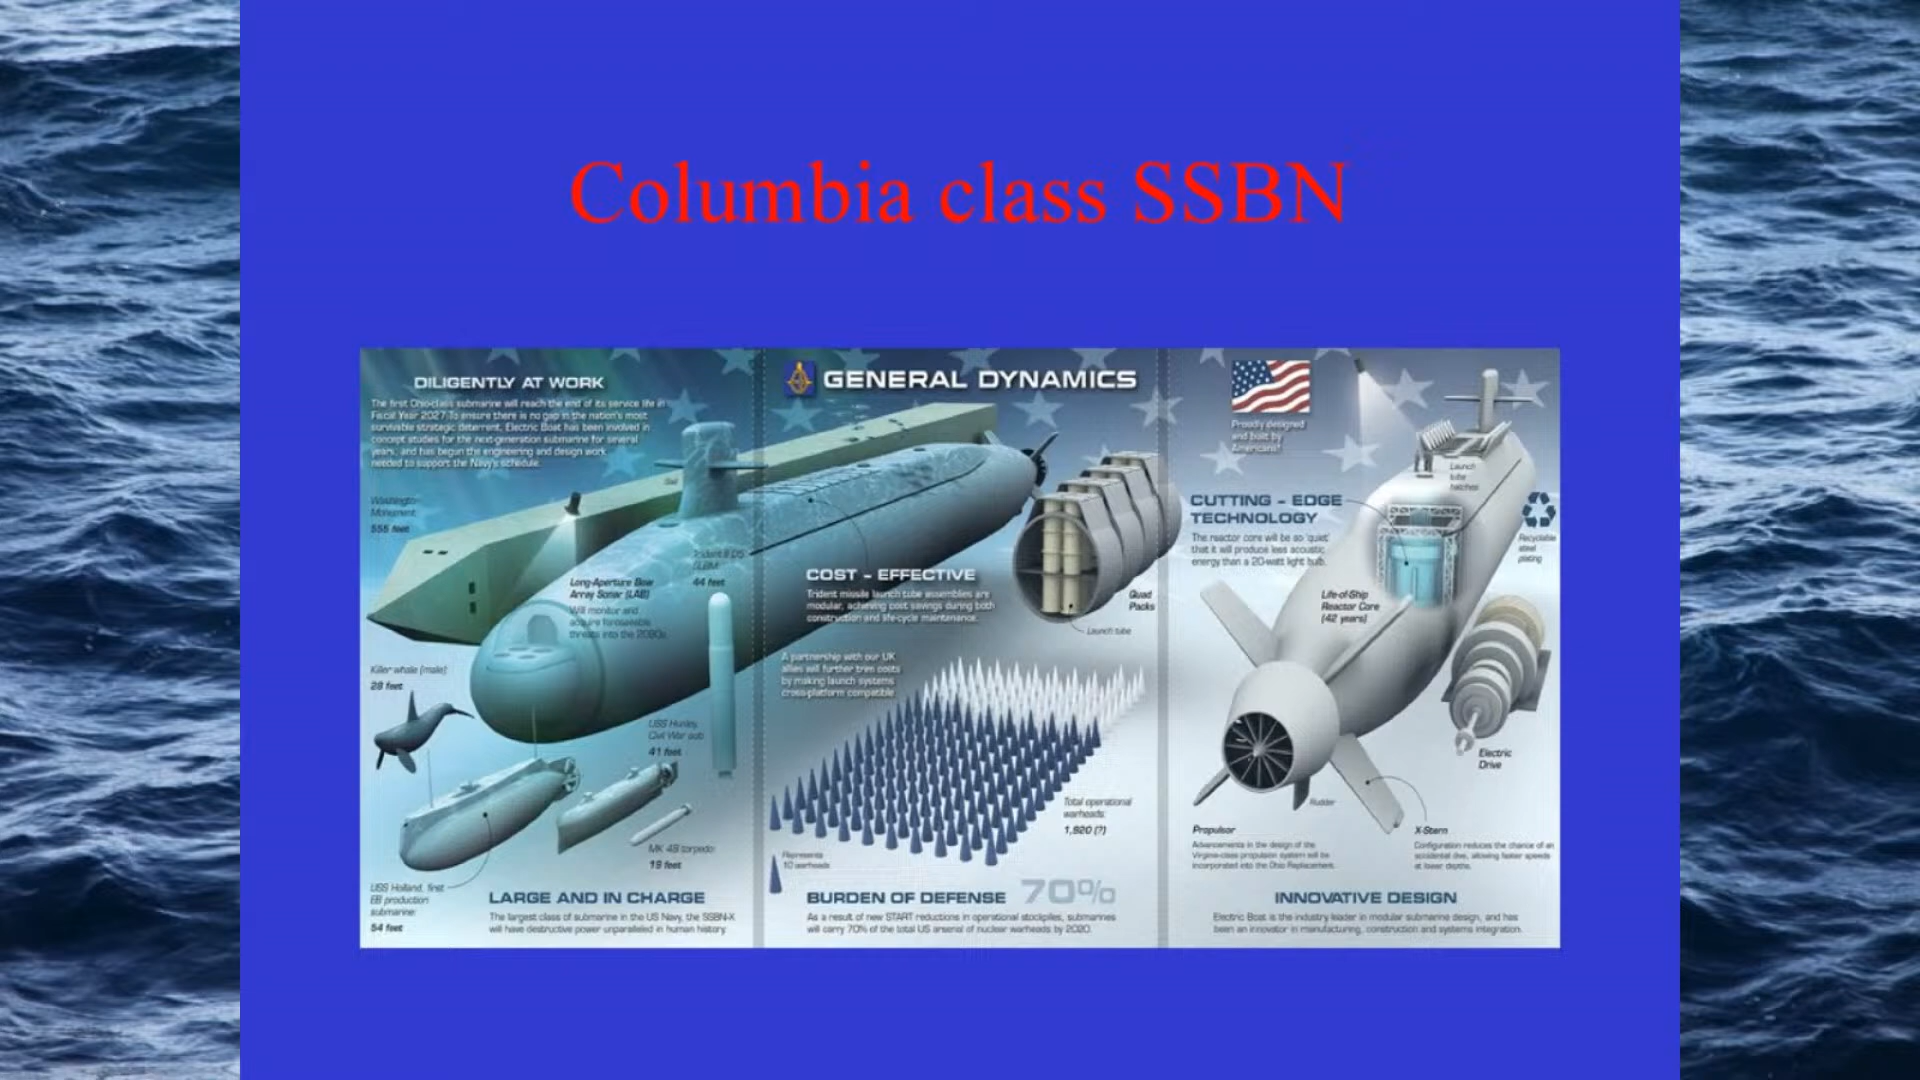 Columbia class SSBN
DILIGENTLY AT WORK
The first Ohio-class submarine will reach the end of its service life in
Fiscal Year 2027. To ensure there is no gap in the nation's most
survivable strategic deterrent, Electric Boat has been involved in
concept studies for the next-generation submarine for several
years, and has begun the engineering and design work
needed to support the Navy's schedule.
Washington
Monument:
555 feet
Sail
Trident II D5
SLBM:
44 feet
Long-Aperture Bow
Array Sonar (LAB)
Will monitor and
acquire foreseeable
threats into the 2080s.
Killer whale (male):
28 feet
USS Hunley,
Civil War sub:
41 feet
MK 48 torpedo:
19 feet
USS Holland, first
EB production
submarine:
54 feet
LARGE AND IN CHARGE
The largest class of submarine in the US Navy, the SSBN-X
will have destructive power unparalleled in human history.
GENERAL DYNAMICS
COST - EFFECTIVE
Trident missile launch tube assemblies are
modular, achieving cost savings during both
construction and life-cycle maintenance.
Quad
Packs
Launch tube
A partnership with our UK
allies will further trim costs
by making launch systems
cross-platform compatible.
Total operational
warheads:
1,920 (?)
Represents
10 warheads
BURDEN OF DEFENSE 70%
As a result of new START reductions in operational stockpiles, submarines
will carry 70% of the total US arsenal of nuclear warheads by 2020.
Proudly designed
and built by
Americans!
Launch
tube
hatches
CUTTING - EDGE
TECHNOLOGY
The reactor core will be so 'quiet'
that it will produce less acoustic
energy than a 20-watt light bulb.
Recyclable
steel
plating
Life-of-Ship
Reactor Core
(42 years)
Electric
Drive
Rudder
Propulsor
Advancements in the design of the
Virginia-class propulsion system will be
incorporated into the Ohio Replacement.
X-Stern
Configuration reduces the chance of an
accidental dive, allowing faster speeds
at lower depths.
INNOVATIVE DESIGN
Electric Boat is the industry leader in modular submarine design, and has
been an innovator in manufacturing, construction and systems integration.